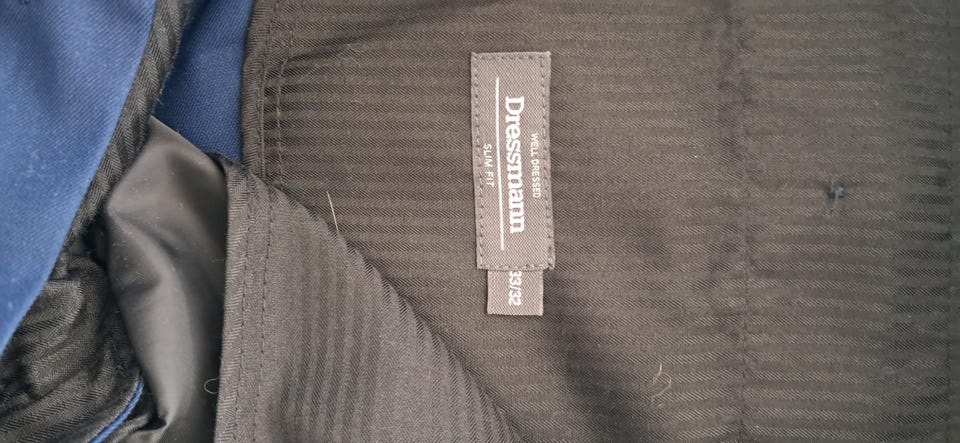 WELL DRESSED
Dressmann
SLIM FIT
33/32